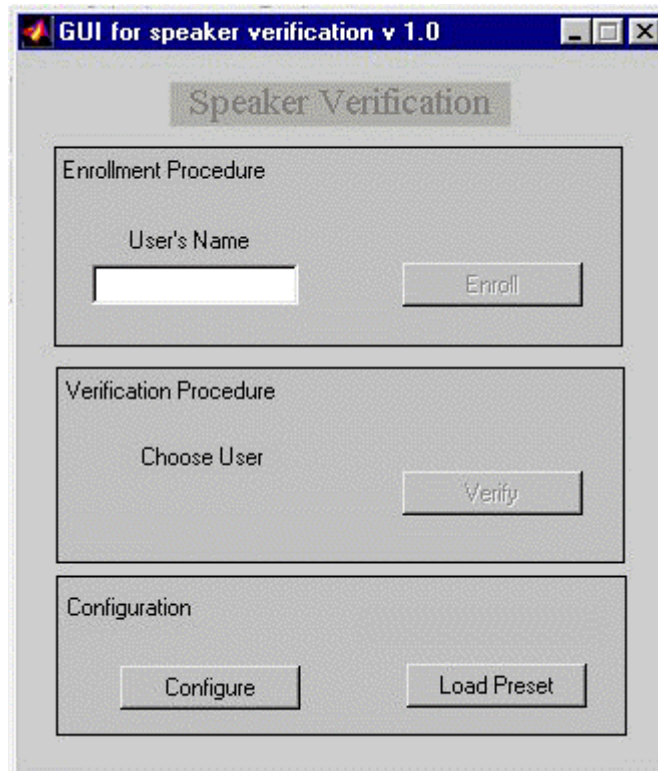 GUI for speaker verification v 1.0
Speaker Verification
Enrollment Procedure
User's Name
Enroll
Verification Procedure
Choose User
Verify
Configuration
Configure
Load Preset